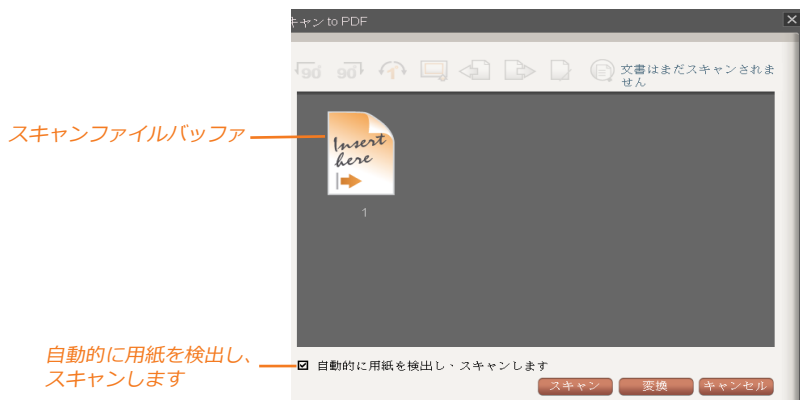 キャン to PDF
90 90 1
文書はまだスキャンされま
せん
スキャンファイルバッファ
Insert
here
1
自動的に用紙を検出し、
スキャンします
自動的に用紙を検出し、スキャンします
スキャン 変換 キャンセル